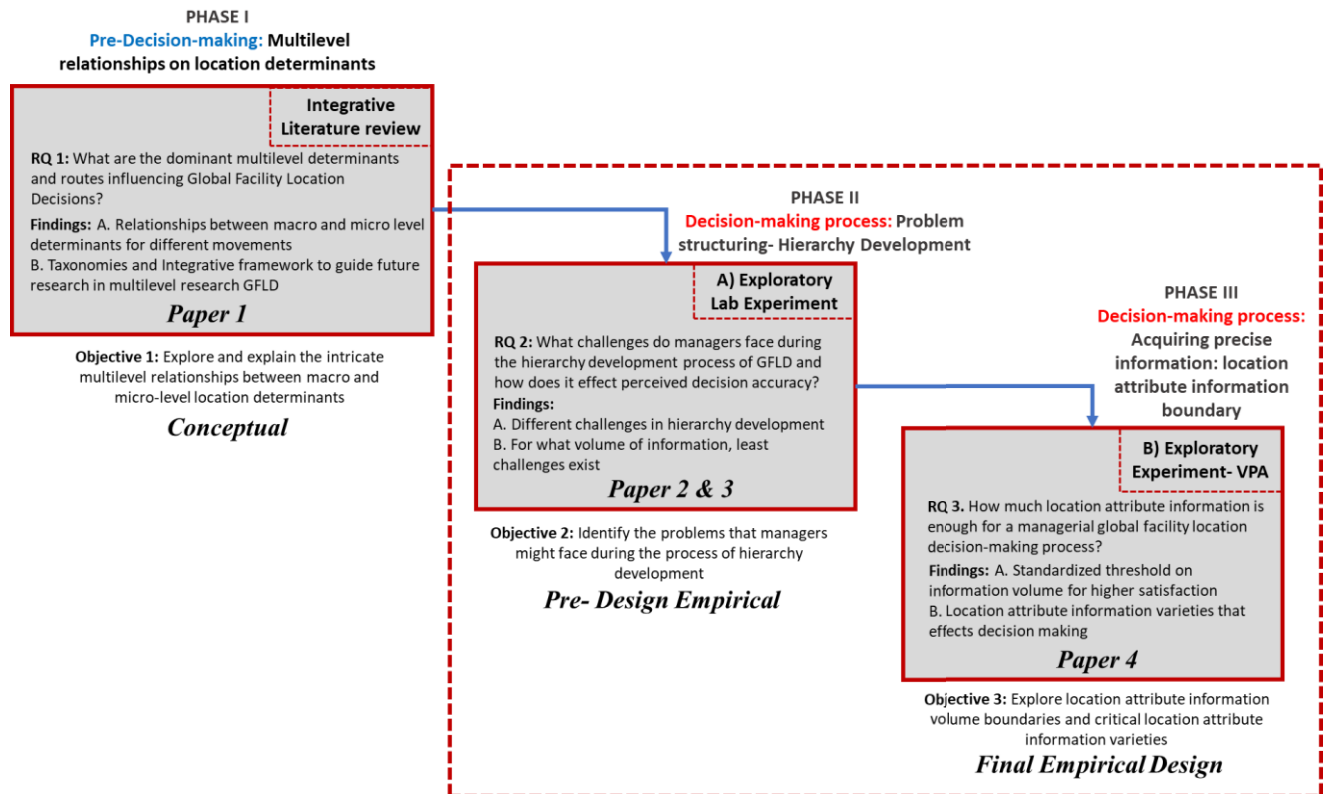 PHASE I
Pre-Decision-making: Multilevel
relationships on location determinants
Integrative
Literature review
RQ 1: What are the dominant multilevel determinants
and routes influencing Global Facility Location
Decisions?
Findings: A. Relationships between macro and micro level
determinants for different movements
B. Taxonomies and Integrative framework to guide future
research in multilevel research GFLD
Paper 1
Objective 1: Explore and explain the intricate
multilevel relationships between macro and
micro-level location determinants
Conceptual
PHASE II
Decision-making process: Problem
structuring- Hierarchy Development
A) Exploratory
Lab Experiment
RQ 2: What challenges do managers face during
the hierarchy development process of GFLD and
how does it effect perceived decision accuracy?
Findings:
A. Different challenges in hierarchy development
B. For what volume of information, least
challenges exist
Paper 2 & 3
Objective 2: Identify the problems that managers
might face during the process of hierarchy
development
Pre- Design Empirical
PHASE III
Decision-making process:
Acquiring precise
information: location
attribute information
boundary
B) Exploratory
Experiment- VPA
RQ 3. How much location attribute information is
enough for a managerial global facility location
decision-making process?
Findings: A. Standardized threshold on
information volume for higher satisfaction
B. Location attribute information varieties that
effects decision making
Paper 4
Objective 3: Explore location attribute information
volume boundaries and critical location attribute
information varieties
Final Empirical Design